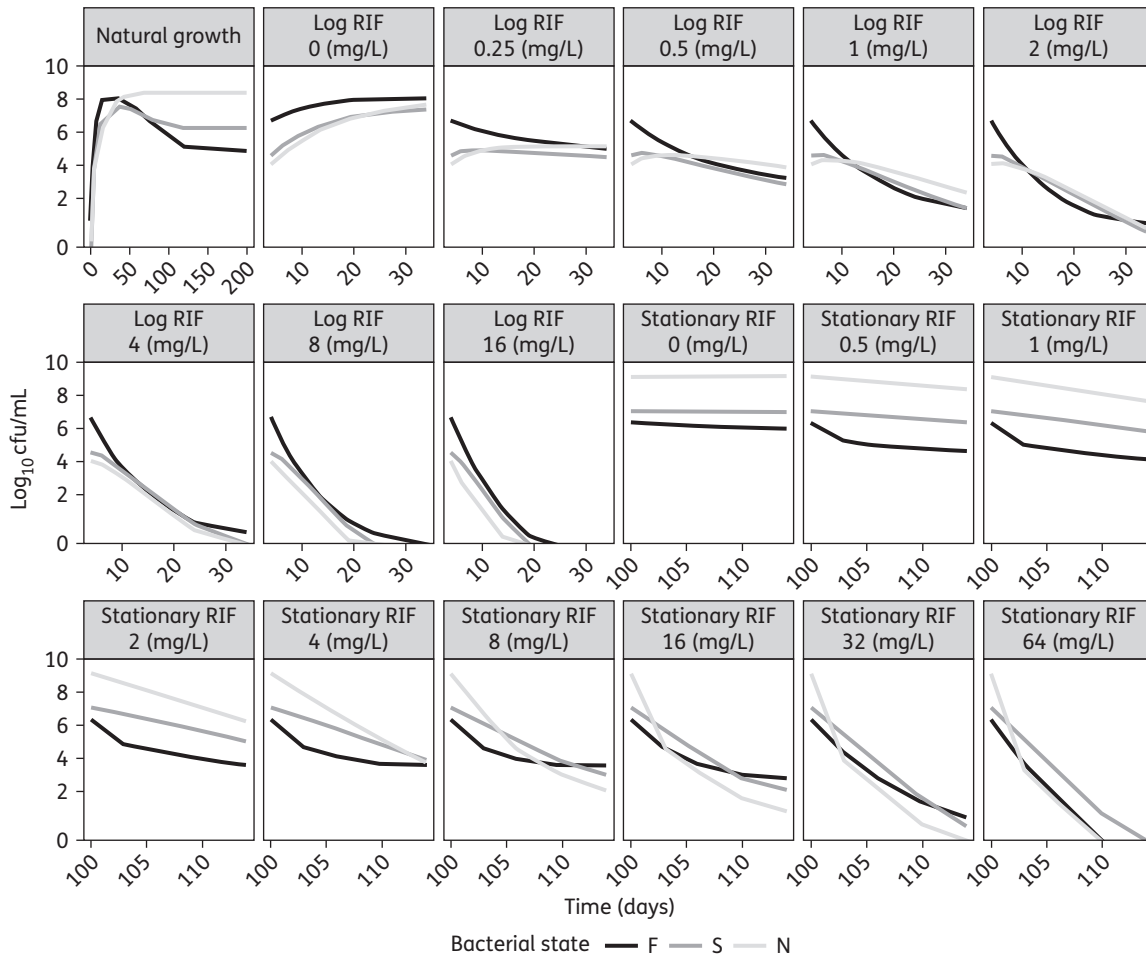 Natural growth
Log RIF
0 (mg/L)
Log RIF
0.25 (mg/L)
Log RIF
0.5 (mg/L)
Log RIF
1 (mg/L)
Log RIF
2 (mg/L)
10
8
6
4
2
0
0
50
100
150
200
10
20
30
10
20
30
10
20
30
10
20
30
10
20
30
Log RIF
4 (mg/L)
Log RIF
8 (mg/L)
Log RIF
16 (mg/L)
Stationary RIF
0 (mg/L)
Stationary RIF
0.5 (mg/L)
Stationary RIF
1 (mg/L)
Log10 cfu/mL
10
8
6
4
2
0
10
20
30
10
20
30
10
20
30
100
105
110
100
105
110
100
105
110
Stationary RIF
2 (mg/L)
Stationary RIF
4 (mg/L)
Stationary RIF
8 (mg/L)
Stationary RIF
16 (mg/L)
Stationary RIF
32 (mg/L)
Stationary RIF
64 (mg/L)
10
8
6
4
2
0
100
105
110
100
105
110
100
105
110
100
105
110
100
105
110
100
105
110
Time (days)
Bacterial state F S N